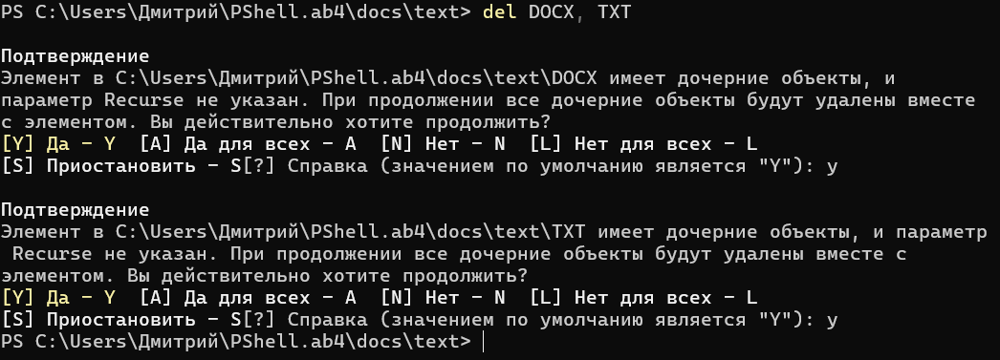 PS C:\Users\Дмитрий\PShell.ab4\docs\text> del DOCX, TXT
Подтверждение
Элемент в C:\Users\Дмитрий\PShell.ab4\docs\text\DOCX имеет дочерние объекты, и
параметр Recurse не указан. При продолжении все дочерние объекты будут удалены вместе
с элементом. Вы действительно хотите продолжить?
[Y] Да - Y  [A] Да для всех - A  [N] Нет - N  [L] Нет для всех - L
[S] Приостановить - S[?] Справка (значением по умолчанию является "Y"): y
Подтверждение
Элемент в C:\Users\Дмитрий\PShell.ab4\docs\text\TXT имеет дочерние объекты, и параметр
Recurse не указан. При продолжении все дочерние объекты будут удалены вместе с
элементом. Вы действительно хотите продолжить?
[Y] Да - Y  [A] Да для всех - A  [N] Нет - N  [L] Нет для всех - L
[S] Приостановить - S[?] Справка (значением по умолчанию является "Y"): y
PS C:\Users\Дмитрий\PShell.ab4\docs\text>